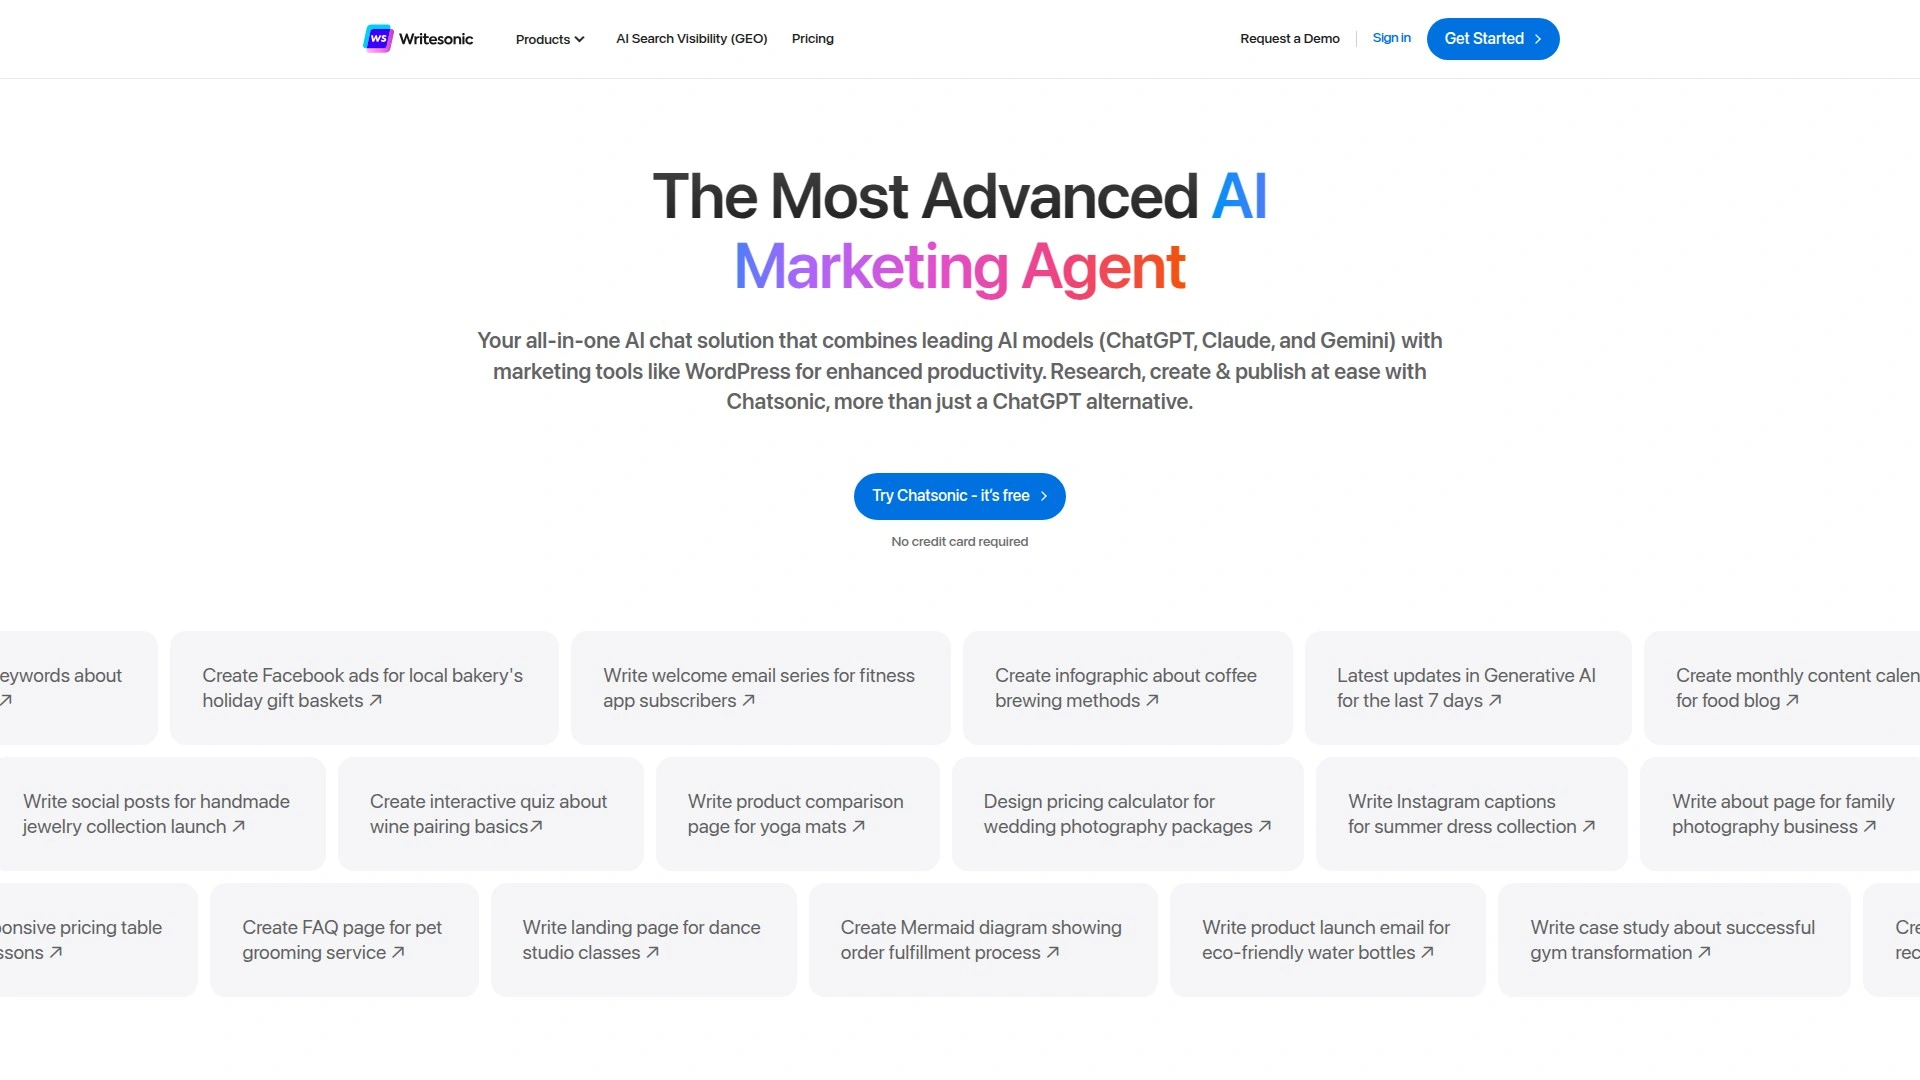 WS Writesonic
Products
AI Search Visibility (GEO)
Pricing
Request a Demo
Sign in
Get Started
The Most Advanced AI
Marketing Agent
Your all-in-one AI chat solution that combines leading AI models (ChatGPT, Claude, and Gemini) with
marketing tools like WordPress for enhanced productivity. Research, create & publish at ease with
Chatsonic, more than just a ChatGPT alternative.
Try Chatsonic - it's free
No credit card required
about
Create Facebook ads for local bakery's
holiday gift baskets ↗
Write welcome email series for fitness
app subscribers ↗
Create infographic about coffee
brewing methods ↗
Latest updates in Generative AI
for the last 7 days ↗
Create monthly content
for food blog ↗
Write social posts for handmade
jewelry collection launch ↗
Create interactive quiz about
wine pairing basics↗
Write product comparison
page for yoga mats ↗
Design pricing calculator for
wedding photography packages ↗
Write Instagram captions
for summer dress collection ↗
Write about page for family
photography business ↗
pricing table
Create FAQ page for pet
grooming service ↗
Write landing page for dance
studio classes ↗
Create Mermaid diagram showing
order fulfillment process ↗
Write product launch email for
eco-friendly water bottles ↗
Write case study about successful
gym transformation ↗